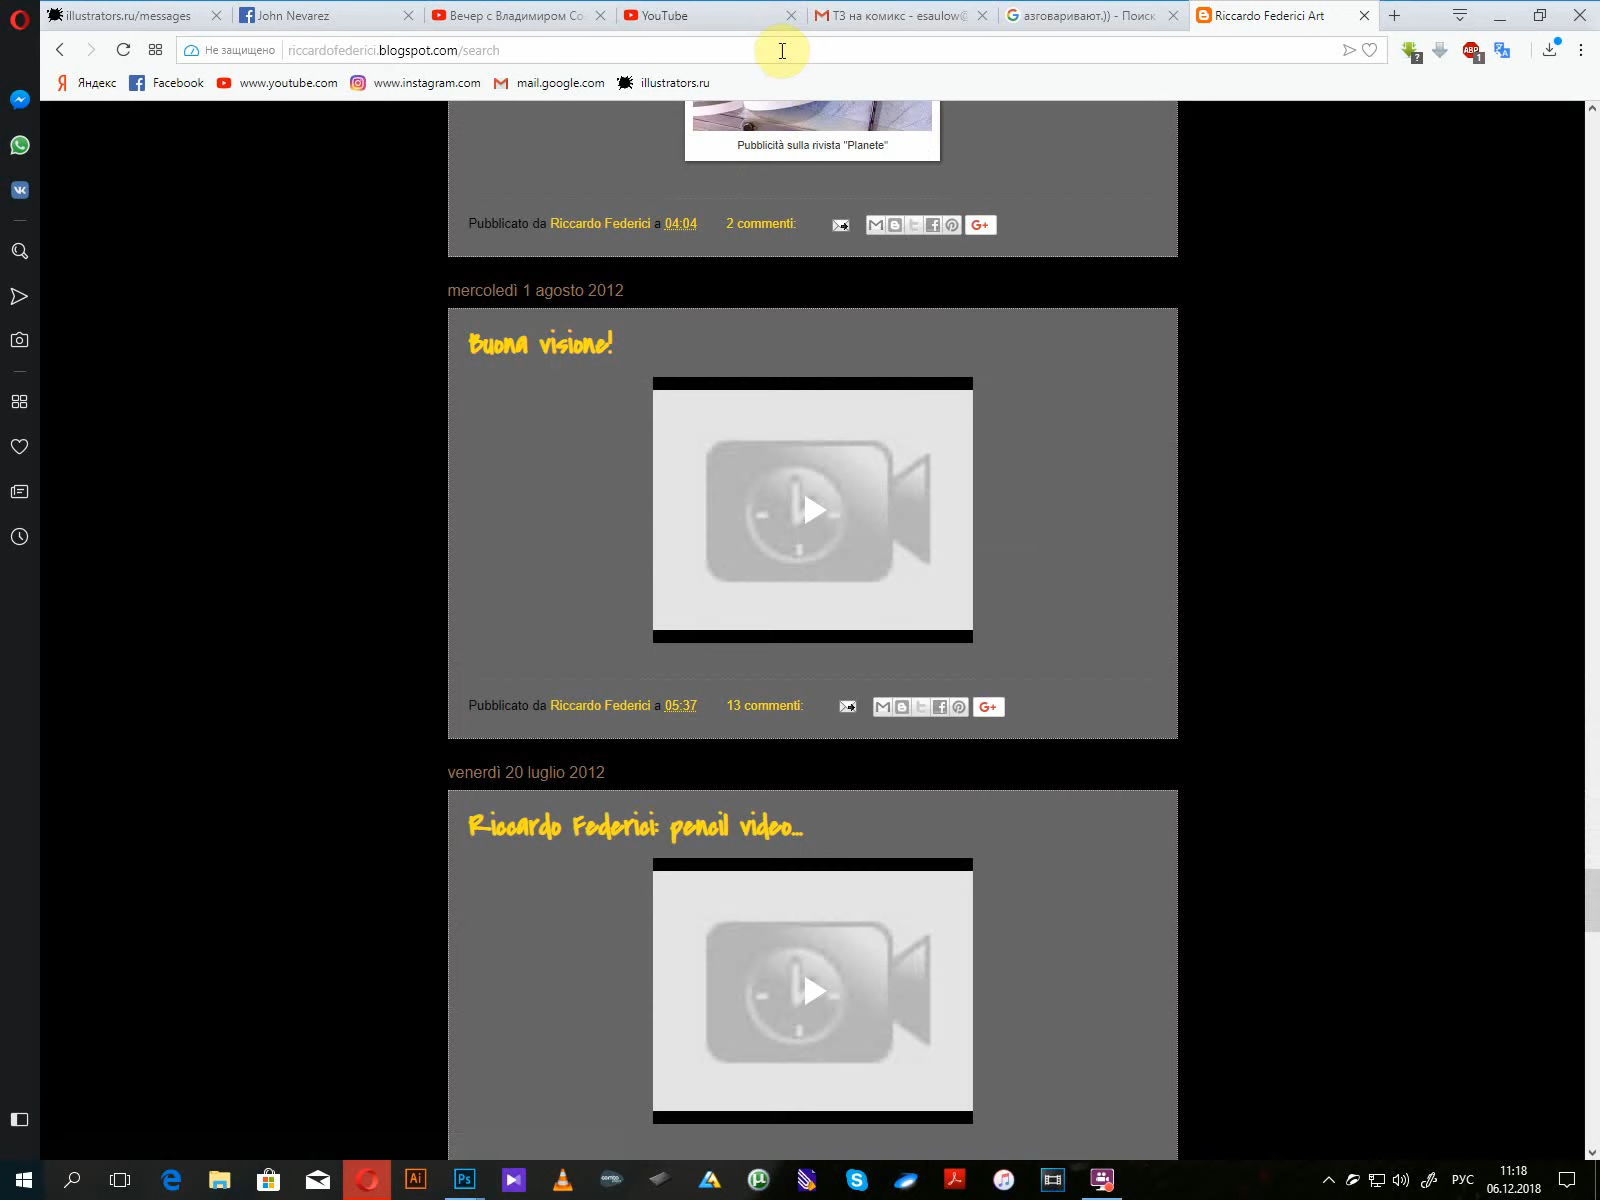 illustrators.ru/messages
John Nevarez
Вечер с Владимиром Со
YouTube
ТЗ на комикс - esaulow@
азговаривают.)) - Поиск
Riccardo Federici Art
Не защищено
riccardofederici.blogspot.com/search
Яндекс
Facebook
www.youtube.com
www.instagram.com
mail.google.com
illustrators.ru
Pubblicità sulla rivista "Planete"
Pubblicato da Riccardo Federici a 04:04 2 commenti:
G+
mercoledì 1 agosto 2012
Buona visione!
Pubblicato da Riccardo Federici a 05:37 13 commenti:
G+
venerdì 20 luglio 2012
Riccardo Federici: pencil video...
РУС
11:18
06.12.2018